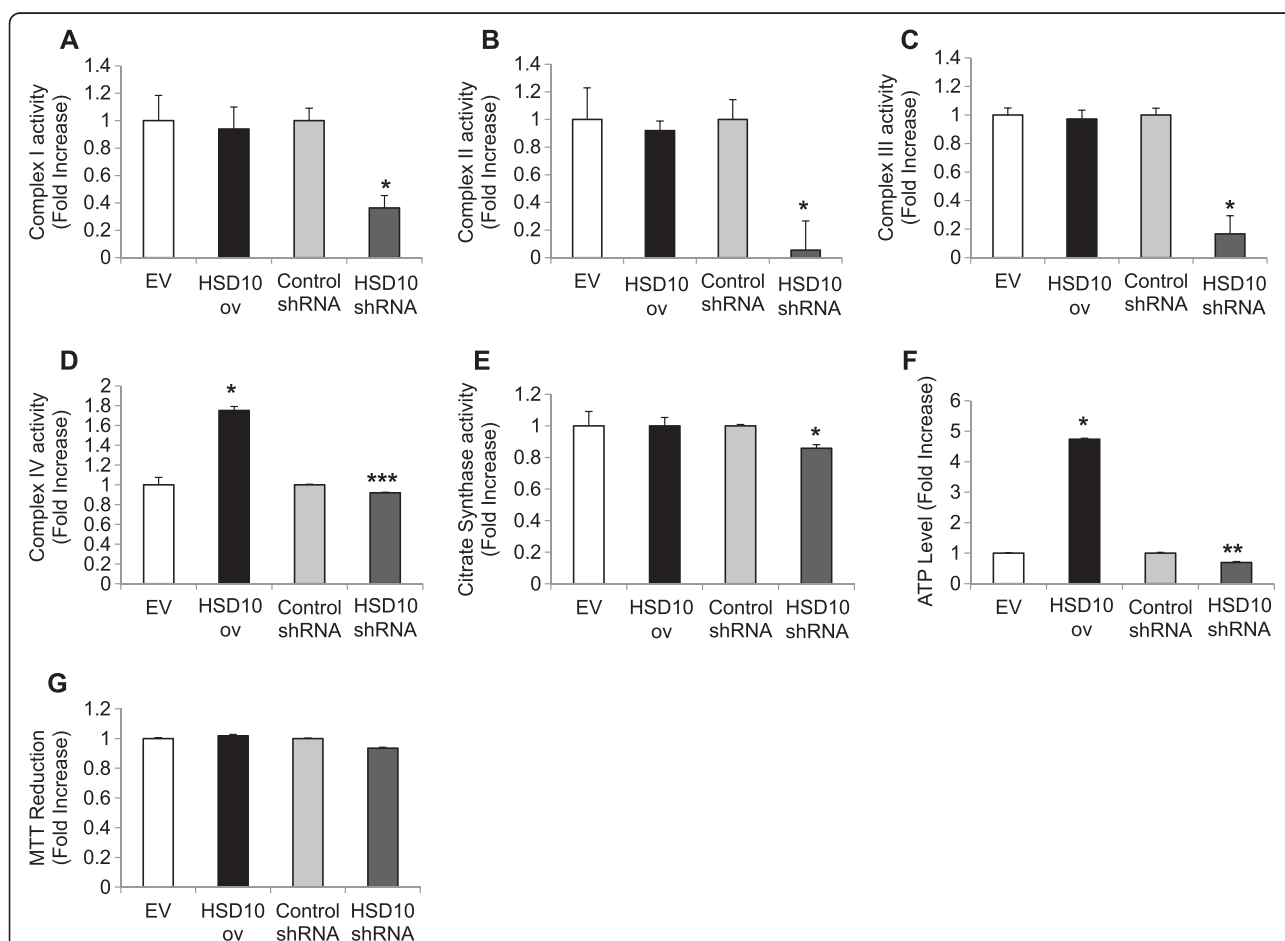 A
Complex I activity
(Fold Increase)
1.4
1.2
1
0.8
0.6
0.4
0.2
0
*
EV
HSD10
ov
Control
shRNA
HSD10
shRNA
B
Complex II activity
(Fold Increase)
1.4
1.2
1
0.8
0.6
0.4
0.2
0
*
EV
HSD10
ov
Control
shRNA
HSD10
shRNA
C
Complex III activity
(Fold Increase)
1.4
1.2
1
0.8
0.6
0.4
0.2
0
*
EV
HSD10
ov
Control
shRNA
HSD10
shRNA
D
Complex IV activity
(Fold Increase)
2
1.8
1.6
1.4
1.2
1
0.8
0.6
0.4
0.2
0
*
***
EV
HSD10
ov
Control
shRNA
HSD10
shRNA
E
Citrate Synthase activity
(Fold Increase)
1.2
1
0.8
0.6
0.4
0.2
0
*
EV
HSD10
ov
Control
shRNA
HSD10
shRNA
F
ATP Level (Fold Increase)
6
5
4
3
2
1
0
*
**
EV
HSD10
ov
Control
shRNA
HSD10
shRNA
G
MTT Reduction
(Fold Increase)
1.2
1
0.8
0.6
0.4
0.2
0
EV
HSD10
ov
Control
shRNA
HSD10
shRNA